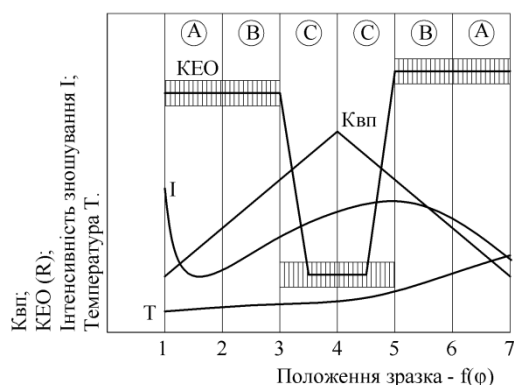 A B C C B A
КЕО
Квп
I
T
Квп;
КЕО (R);
Інтенсивність зношування I;
Температура T.
1 2 3 4 5 6 7
Положення зразка - f(φ)